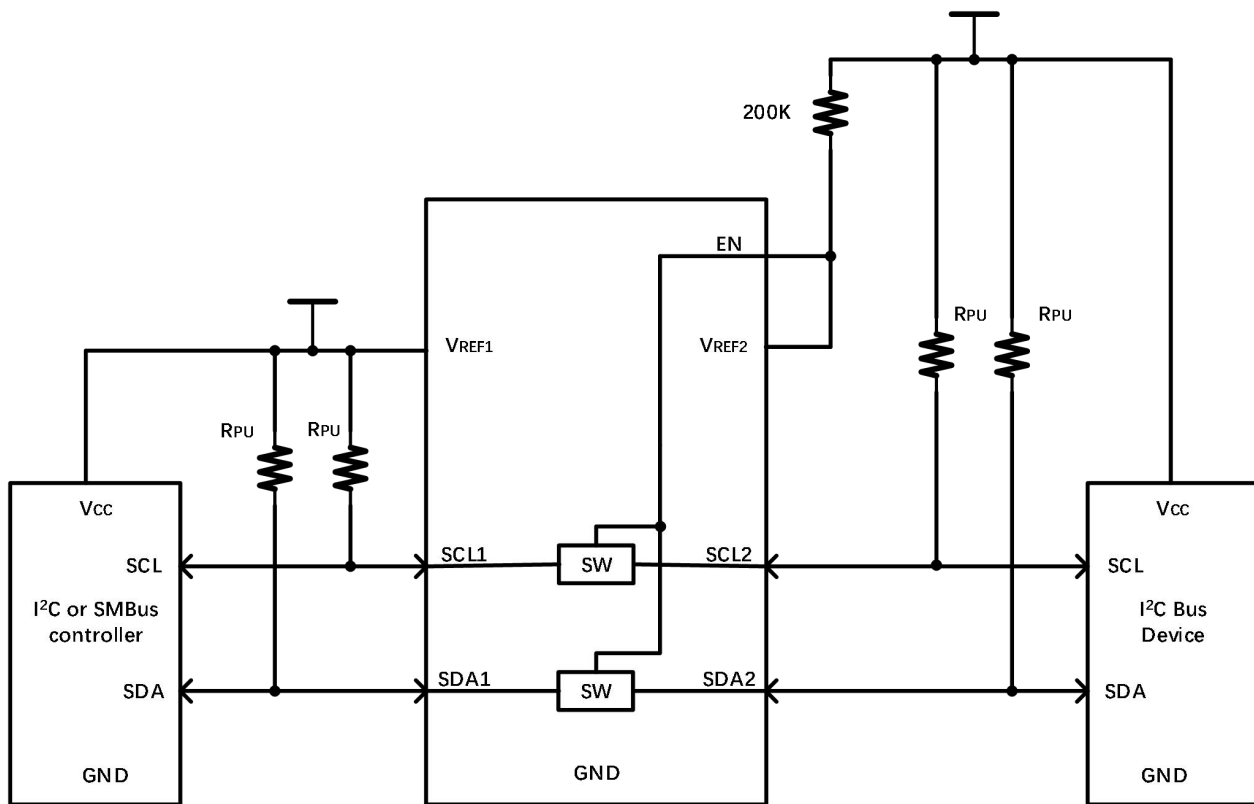 200K
EN
VREF1
VREF2
RPU
RPU
RPU
RPU
VCC
SCL
I²C or SMBus
controller
SDA
GND
SCL1
SW
SCL2
SDA1
SW
SDA2
GND
VCC
SCL
I²C Bus
Device
SDA
GND